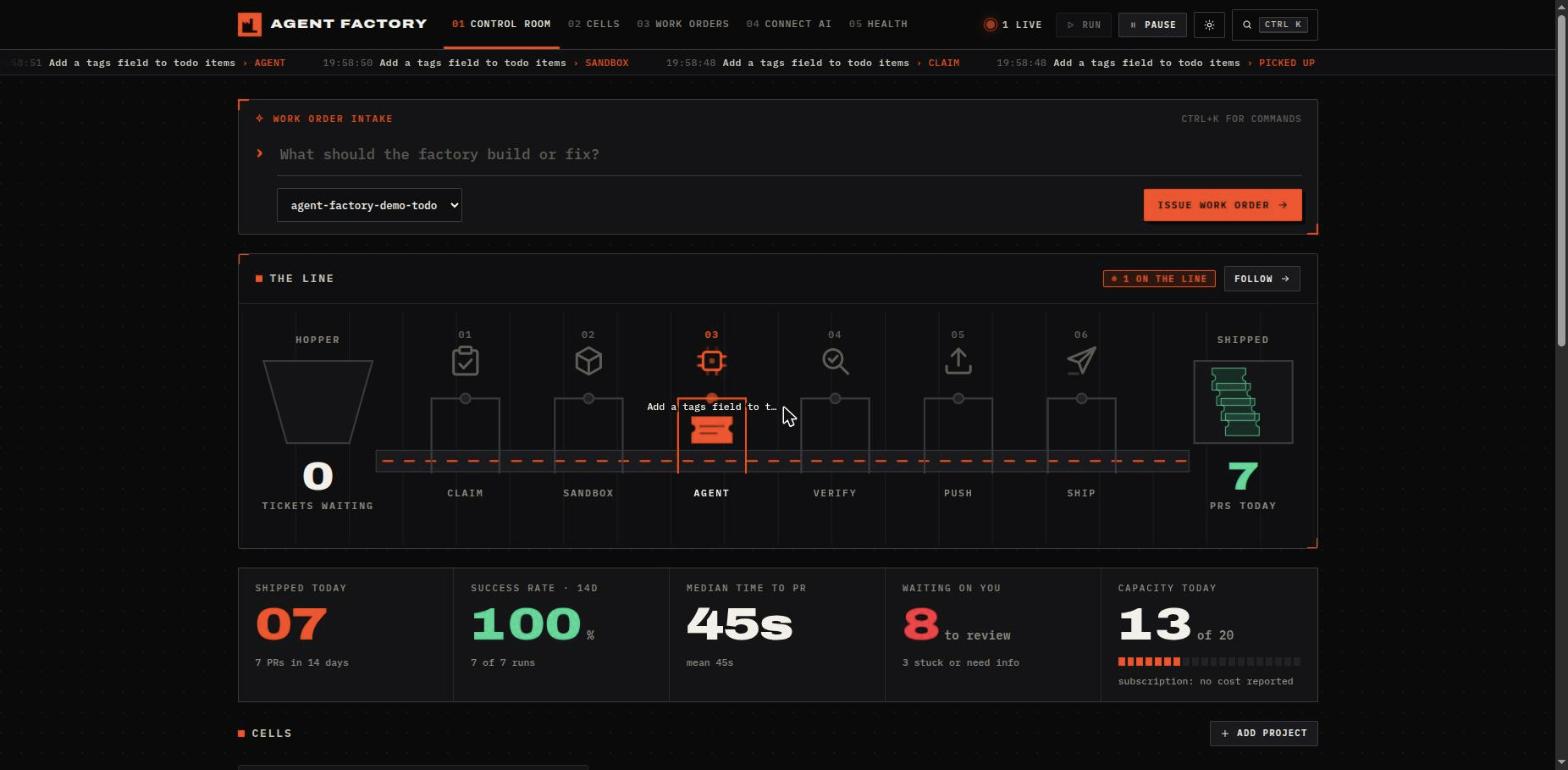 AGENT FACTORY
01 CONTROL ROOM
02 CELLS
03 WORK ORDERS
04 CONNECT AI
05 HEALTH
1 LIVE
RUN
PAUSE
CTRL K
58:51 Add a tags field to todo items › AGENT
19:58:50 Add a tags field to todo items › SANDBOX
19:58:48 Add a tags field to todo items › CLAIM
19:58:48 Add a tags field to todo items › PICKED UP
WORK ORDER INTAKE
CTRL+K FOR COMMANDS
› What should the factory build or fix?
agent-factory-demo-todo
ISSUE WORK ORDER →
THE LINE
1 ON THE LINE
FOLLOW →
HOPPER
01
02
03
04
05
06
SHIPPED
Add a tags field to t…
0
TICKETS WAITING
CLAIM
SANDBOX
AGENT
VERIFY
PUSH
SHIP
7
PRS TODAY
SHIPPED TODAY
07
7 PRs in 14 days
SUCCESS RATE · 14D
100 %
7 of 7 runs
MEDIAN TIME TO PR
45s
mean 45s
WAITING ON YOU
8 to review
3 stuck or need info
CAPACITY TODAY
13 of 20
subscription: no cost reported
CELLS
+ ADD PROJECT